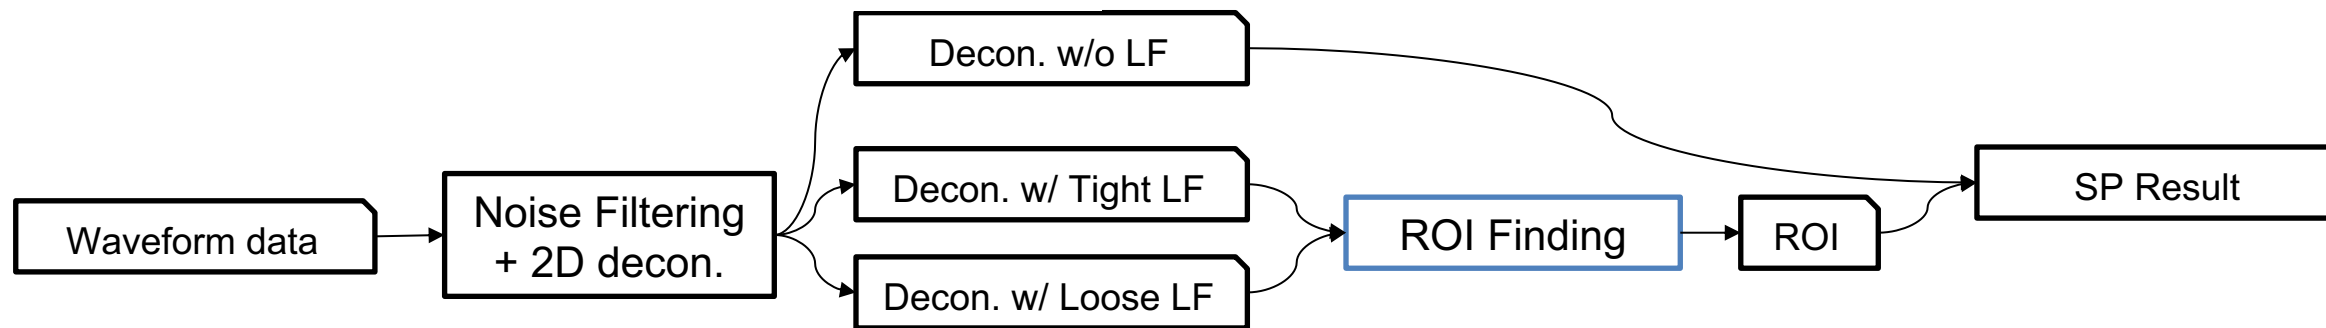 Waveform data
Noise Filtering
+ 2D decon.
Decon. w/o LF
Decon. w/ Tight LF
Decon. w/ Loose LF
ROI Finding
ROI
SP Result